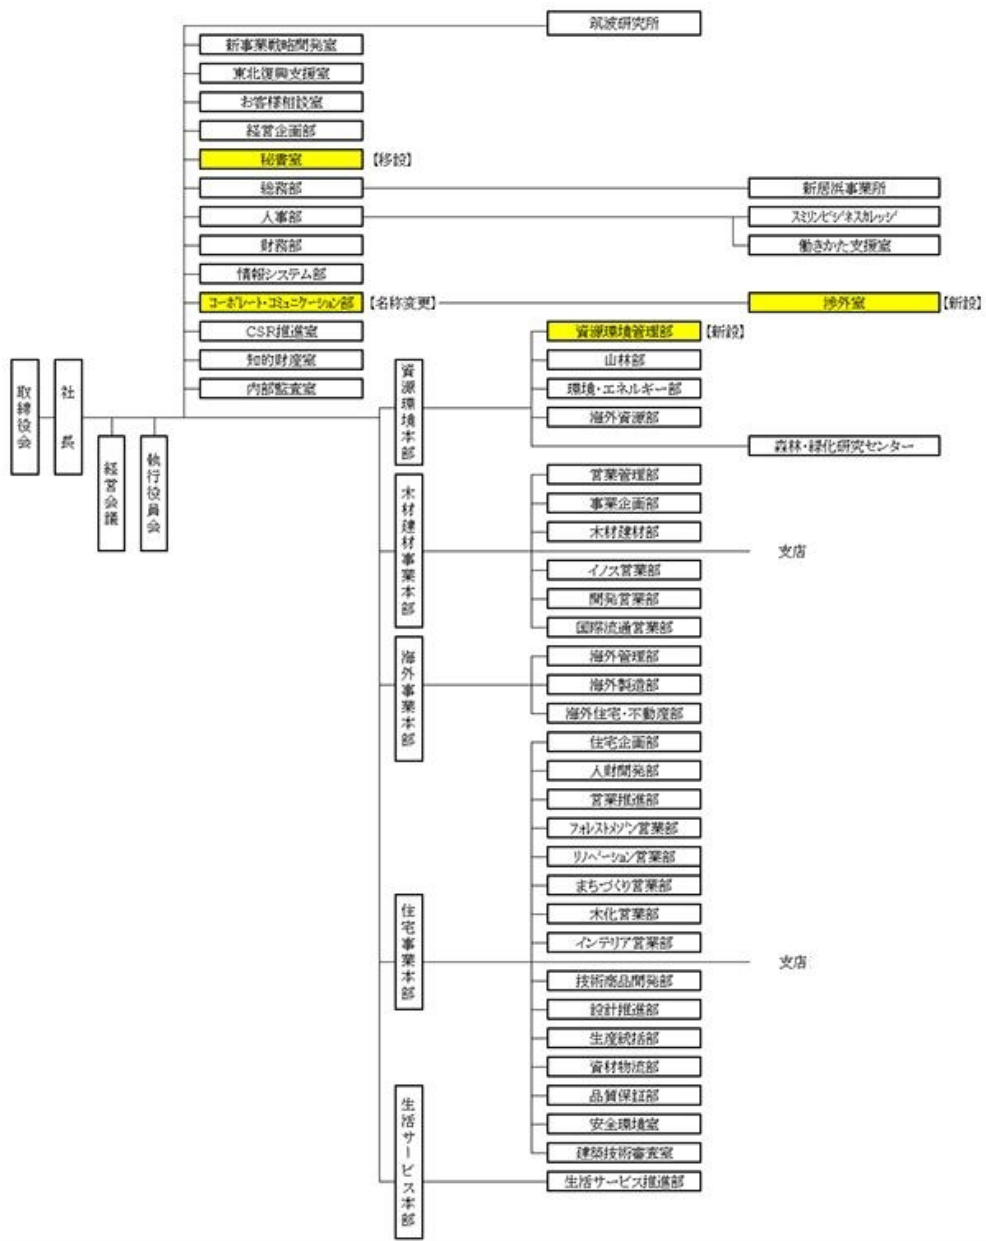 筑波研究所
新事業戦略開発室
東北復興支援室
お客様相談室
経営企画部
秘書室 【移設】
総務部 新居浜事業所
人事部 スミリンビジネスカレッジ
働きかた支援室
財務部
情報システム部
コーポレート・コミュニケーション部 【名称変更】 渉外室 【新設】
CSR推進室
知的財産室
内部監査室
取締役会
社長
経営会議
執行役員会
資源環境本部
資源環境管理部 【新設】
山林部
環境・エネルギー部
海外資源部
森林・緑化研究センター
木材建材事業本部
営業管理部
事業企画部
木材建材部
支店
イノス営業部
開発営業部
国際流通営業部
海外事業本部
海外管理部
海外製造部
海外住宅・不動産部
住宅事業本部
住宅企画部
人財開発部
営業推進部
フォレストメゾン営業部
リノベーション営業部
まちづくり営業部
木化営業部
インテリア営業部
支店
技術商品開発部
設計推進部
生産統括部
資材物流部
品質保証部
安全環境室
建築技術審査室
生活サービス本部
生活サービス推進部